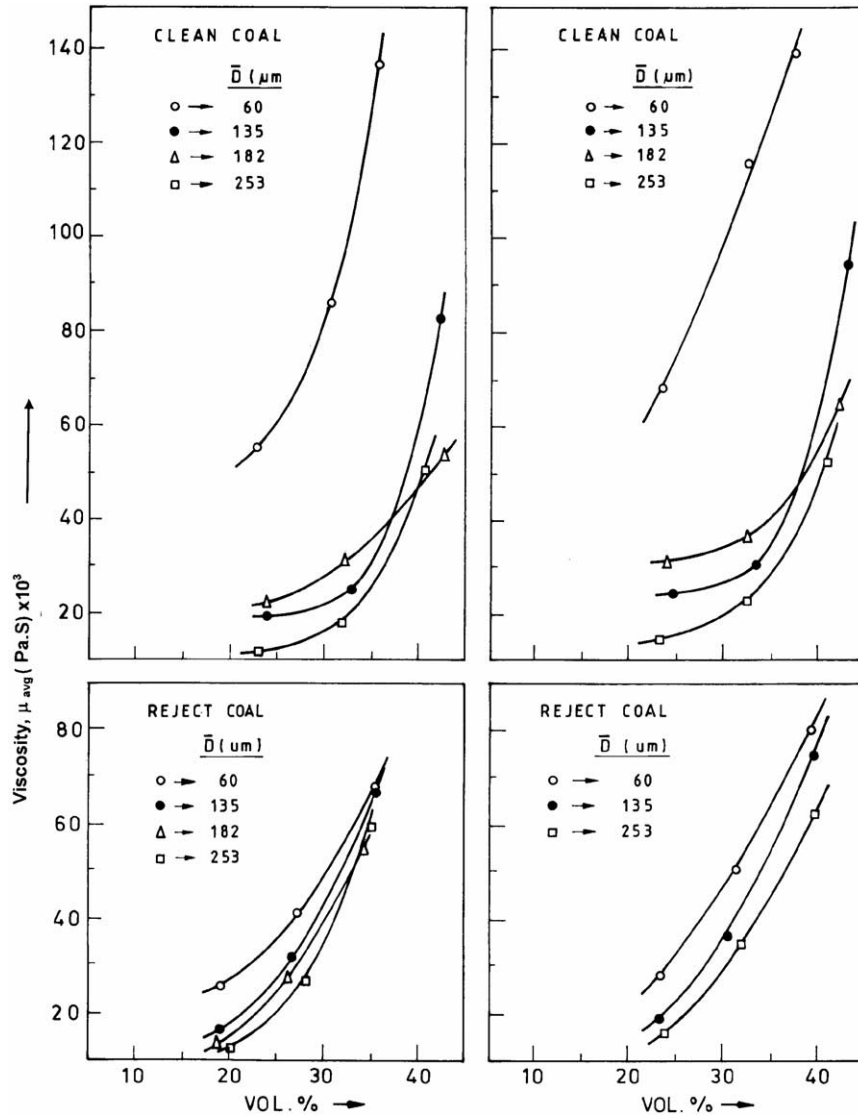 CLEAN COAL
D̄ (μm
○→ 60
●→ 135
△→ 182
□→ 253
140
120
100
80
60
40
20
CLEAN COAL
D̄ (μm)
○→ 60
●→ 135
△→ 182
□→ 253
Viscosity, μ avg ( Pa.S) x10³
REJECT COAL
D̄ (um)
○→ 60
●→ 135
△→ 182
□→ 253
80
60
40
20
10 20 30 40
VOL. % →
REJECT COAL
D̄ (um)
○→ 60
●→ 135
□→ 253
10 20 30 40
VOL.% →